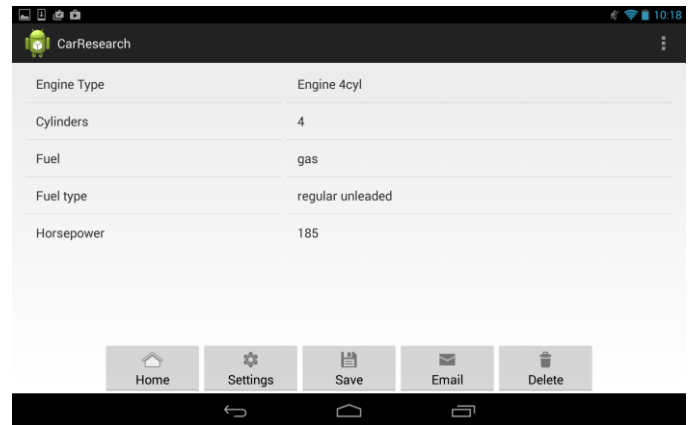 10:18
CarResearch
Engine Type Engine 4cyl
Cylinders 4
Fuel gas
Fuel type regular unleaded
Horsepower 185
Home Settings Save Email Delete